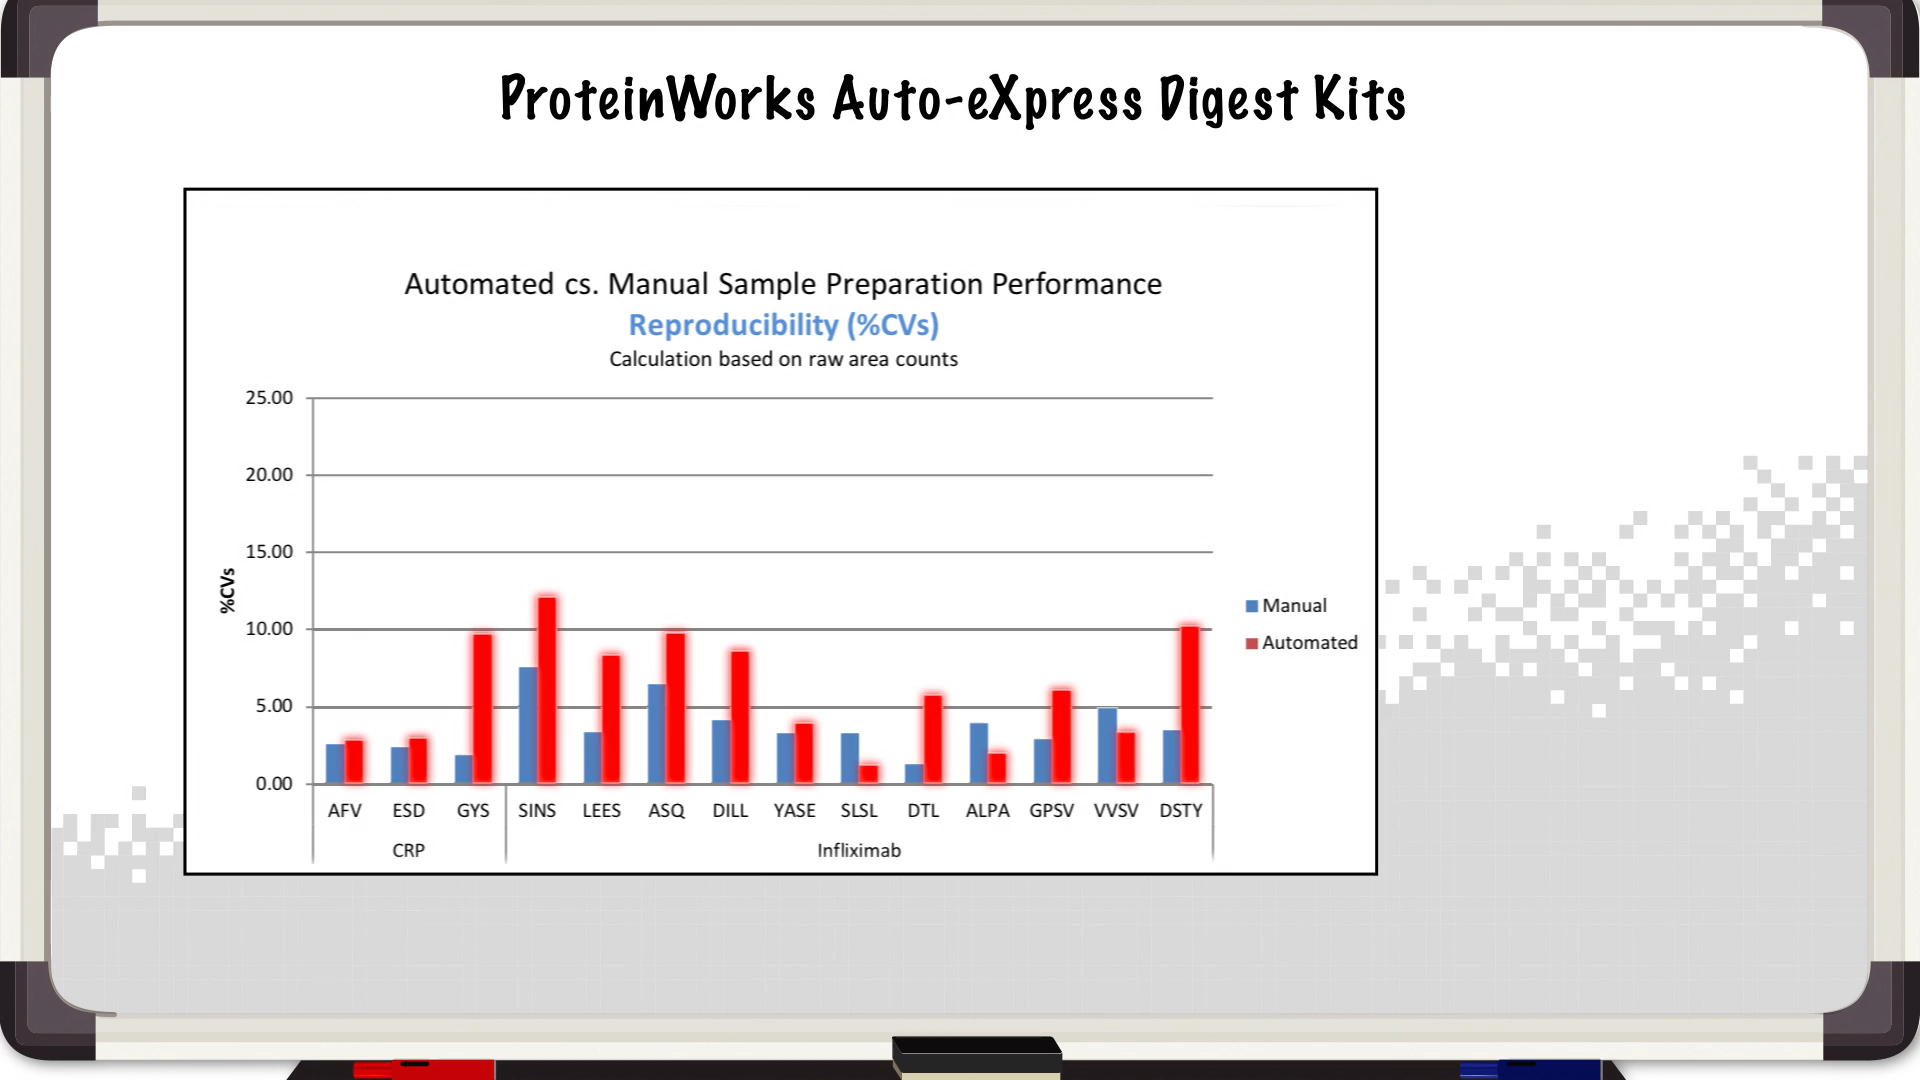 ProteinWorks Auto-eXpress Digest Kits
Automated cs. Manual Sample Preparation Performance
Reproducibility (%CVs)
Calculation based on raw area counts
25.00
20.00
15.00
10.00
5.00
0.00
%CVs
Manual
Automated
AFV ESD GYS SINS LEES ASQ DILL YASE SLSL DTL ALPA GPSV VVSV DSTY
CRP Infliximab